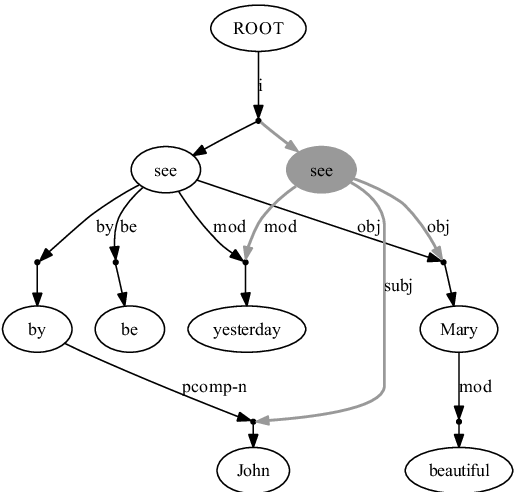 ROOT
i
see see
by be mod mod obj obj
subj
by be yesterday Mary
pcomp-n mod
John beautiful